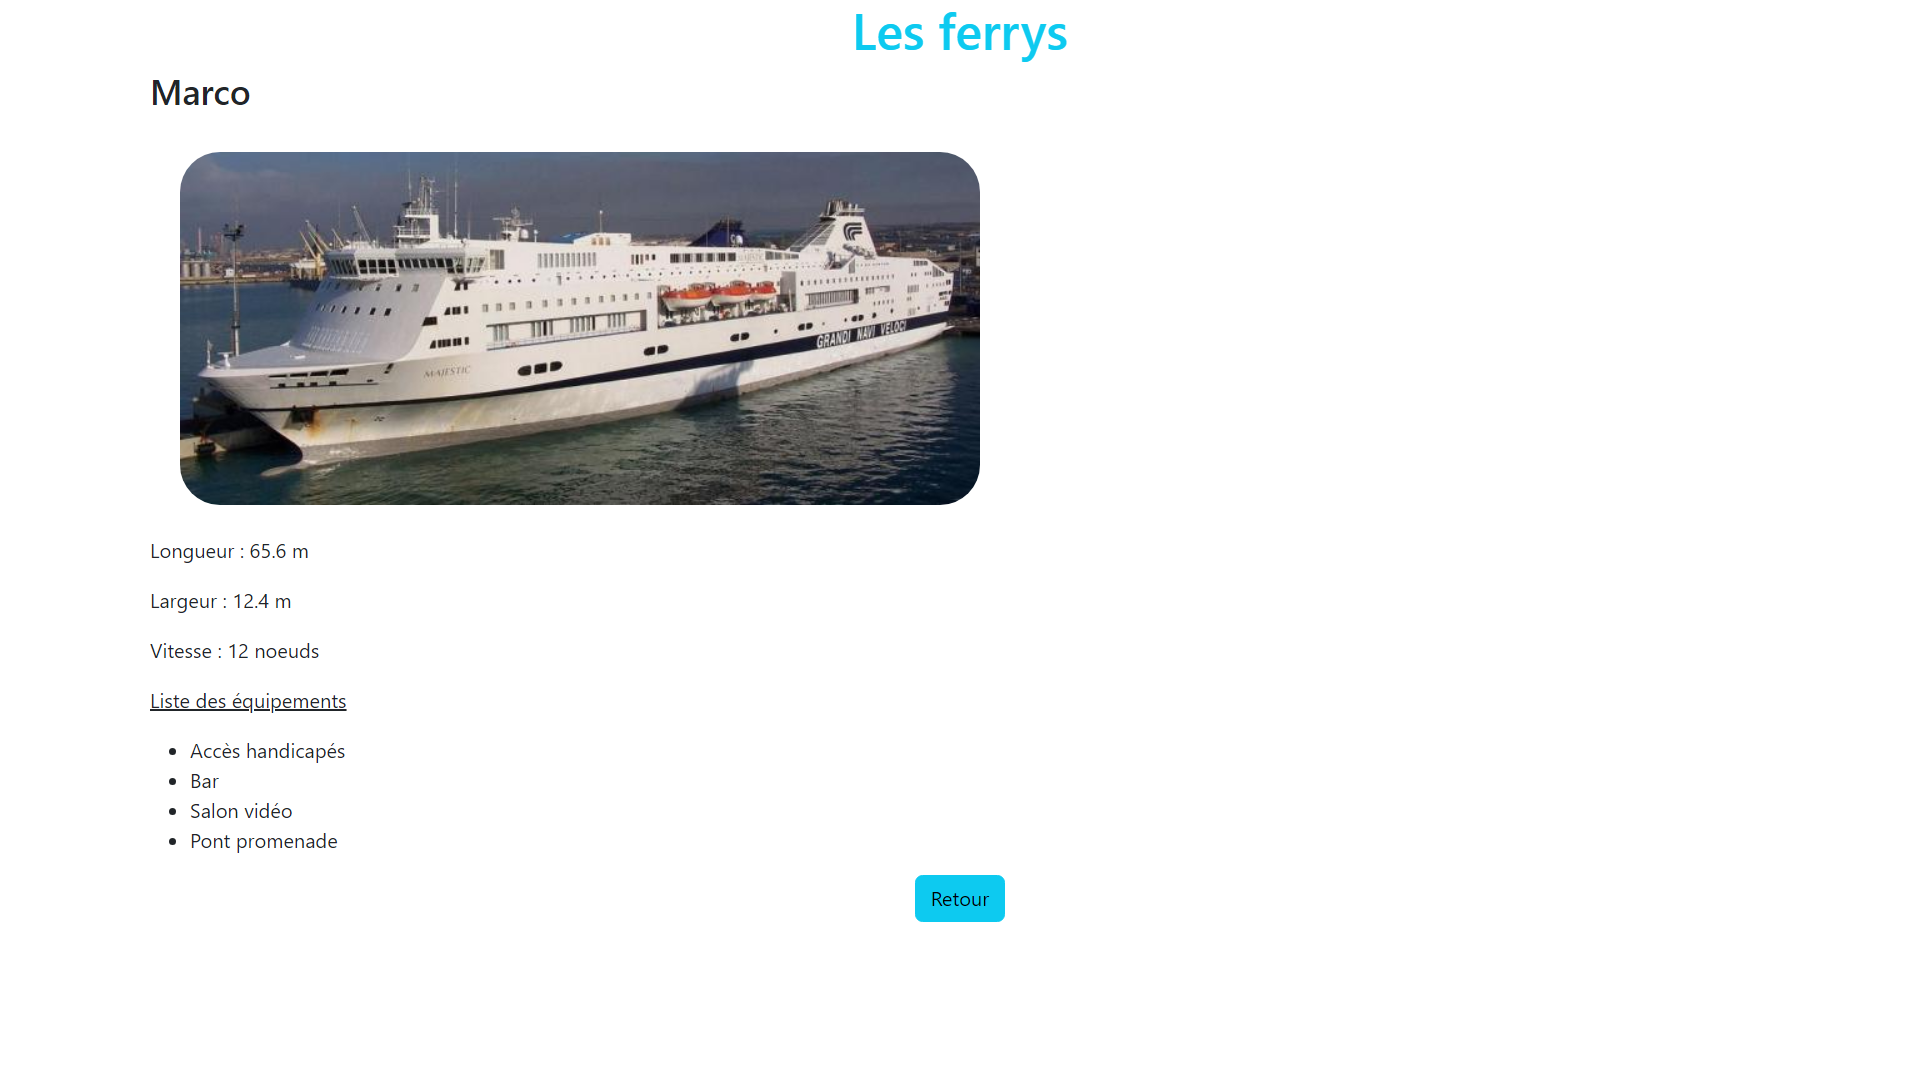 Les ferrys
Marco
MAJESTIC
GRANDI NAVI VELOCI
MAJESTIC
Longueur : 65.6 m
Largeur : 12.4 m
Vitesse : 12 noeuds
Liste des équipements
Accès handicapés
Bar
Salon vidéo
Pont promenade
Retour